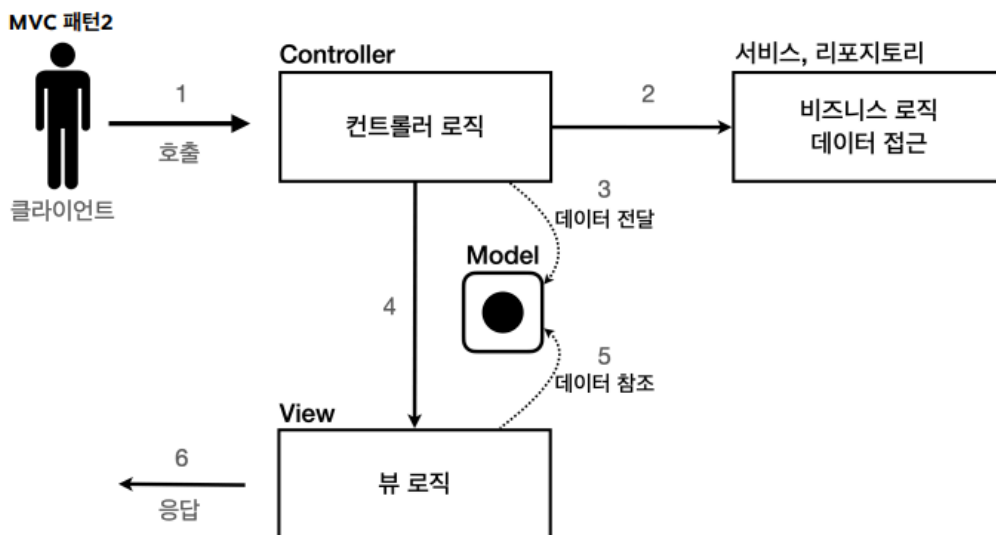 MVC 패턴2
Controller
서비스, 리포지토리
1
호출
컨트롤러 로직
2
비즈니스 로직
데이터 접근
클라이언트
3
데이터 전달
Model
4
5
데이터 참조
View
뷰 로직
6
응답